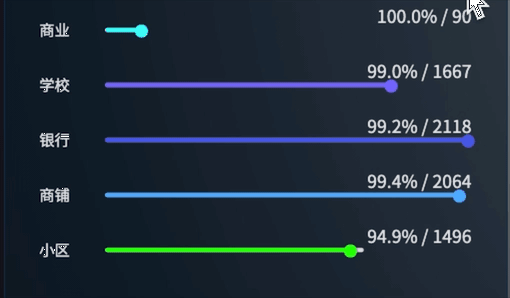 商业 100.0% / 90
学校 99.0% / 1667
银行 99.2% / 2118
商铺 99.4% / 2064
小区 94.9% / 1496